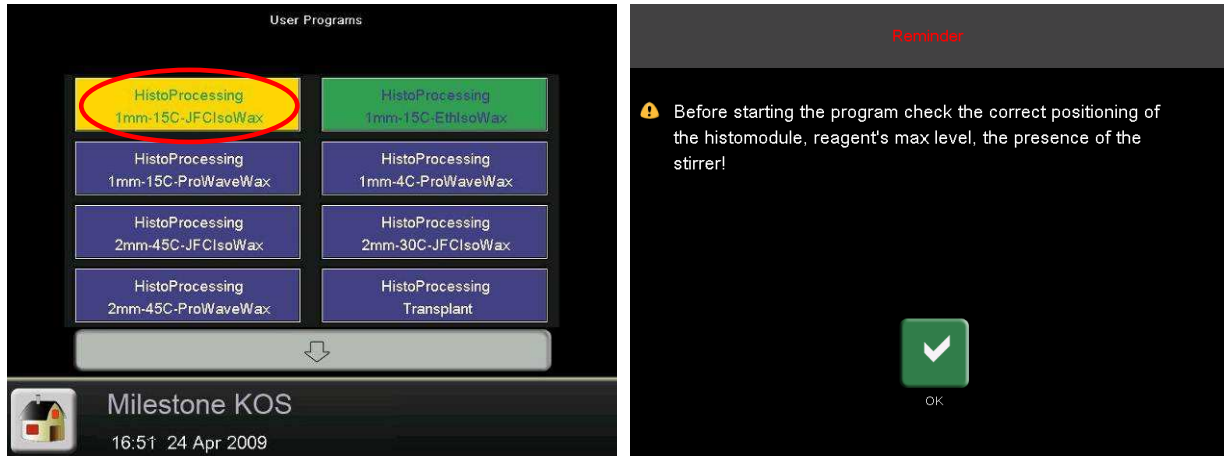 User Programs
HistoProcessing
1mm-15C-JFCIsoWax
HistoProcessing
1mm-15C-EthIsoWax
HistoProcessing
1mm-15C-ProWaveWax
HistoProcessing
1mm-4C-ProWaveWax
HistoProcessing
2mm-45C-JFCIsoWax
HistoProcessing
2mm-30C-JFCIsoWax
HistoProcessing
2mm-45C-ProWaveWax
HistoProcessing
Transplant
Milestone KOS
16:51 24 Apr 2009
Reminder
Before starting the program check the correct positioning of
the histomodule, reagent's max level, the presence of the
stirrer!
OK